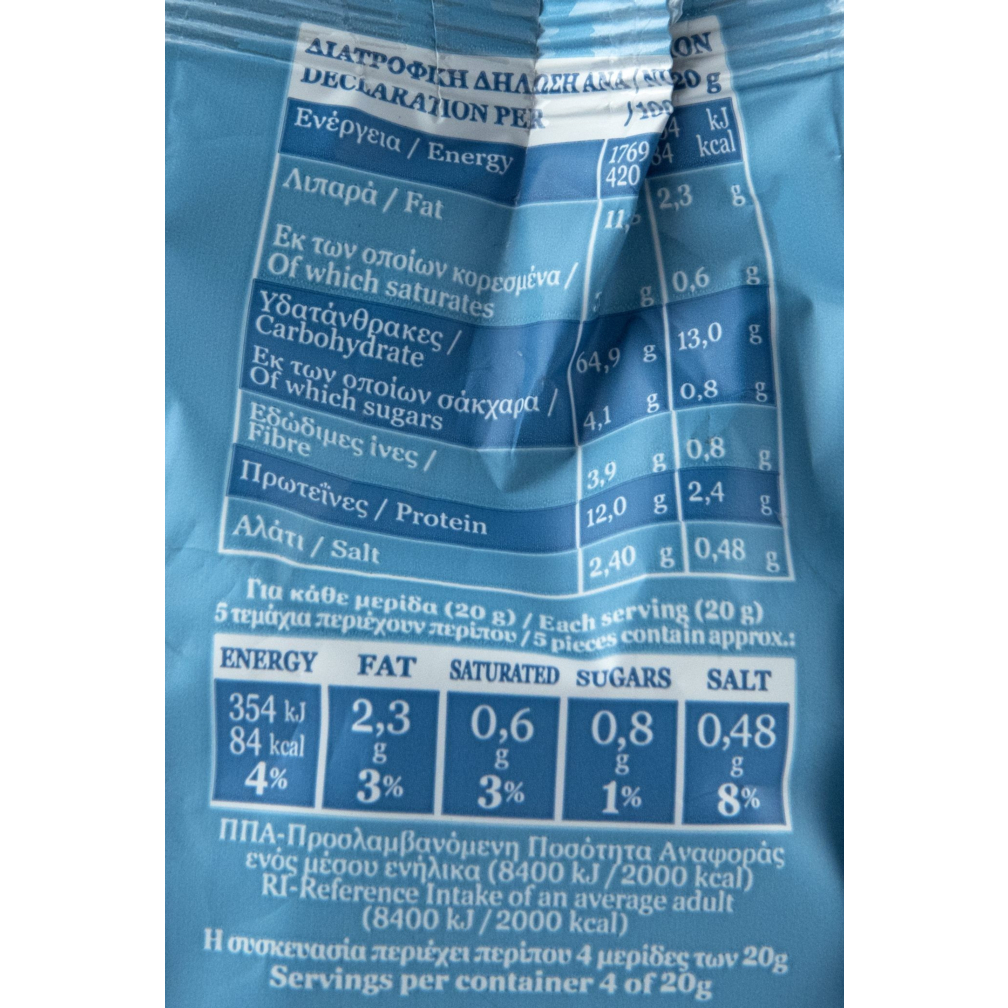 ΔΙΑΤΡΟΦΙΚΗ ΔΗΛΩΣΗ ΑΝΑ /
DECLARATION PER 20 g
Ενέργεια / Energy 1769 kJ
420 84 kcal
Λιπαρά / Fat 2,3 g
Εκ των οποίων κορεσμένα /
Of which saturates g 0,6 g
Υδατάνθρακες /
Carbohydrate 64,9 g 13,0 g
Εκ των οποίων σάκχαρα /
Of which sugars 4,1 g 0,8 g
Εδώδιμες ίνες /
Fibre 3,9 g 0,8 g
Πρωτεΐνες / Protein 12,0 g 2,4 g
Αλάτι / Salt 2,40 g 0,48 g
Για κάθε μερίδα (20 g) / Each serving (20 g)
5 τεμάχια περιέχουν περίπου / 5 pieces contain approx.:
ENERGY FAT SATURATED SUGARS SALT
354 kJ 2,3 0,6 0,8 0,48
84 kcal g g g g
4% 3% 3% 1% 8%
ΠΠΑ-Προσλαμβανόμενη Ποσότητα Αναφοράς
ενός μέσου ενήλικα (8400 kJ / 2000 kcal)
RI-Reference Intake of an average adult
(8400 kJ / 2000 kcal)
Η συσκευασία περιέχει περίπου 4 μερίδες των 20g
Servings per container 4 of 20g